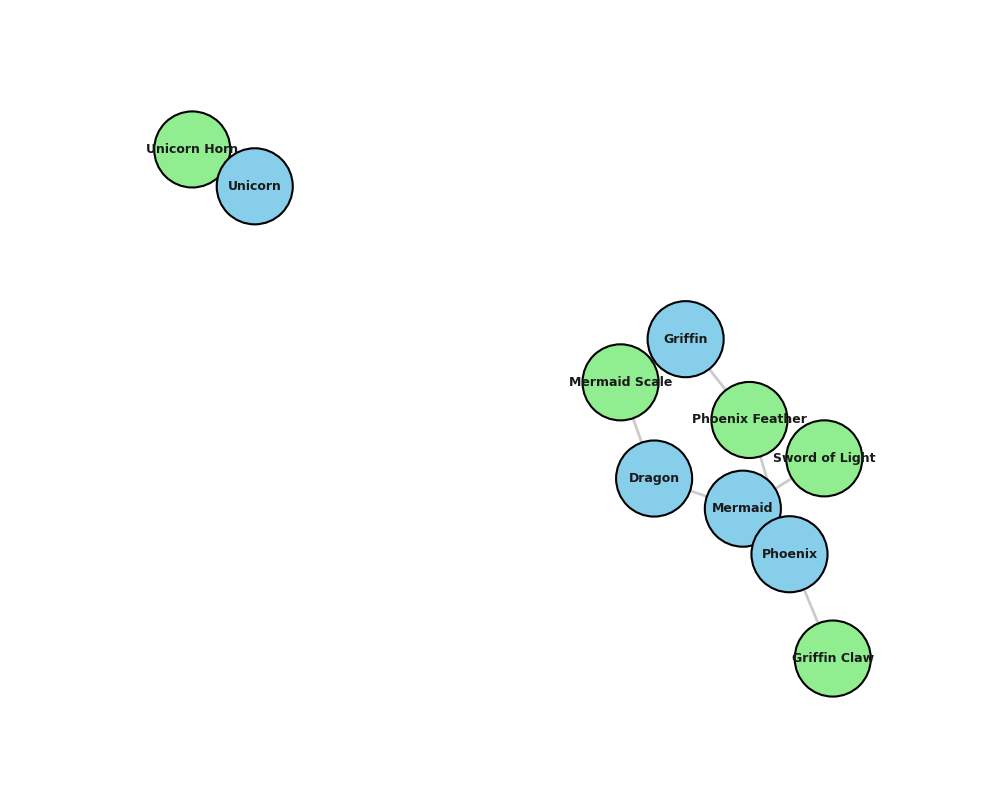 Unicorn Horn
Unicorn
Griffin
Mermaid Scale
Phoenix Feather
Sword of Light
Dragon
Mermaid
Phoenix
Griffin Claw